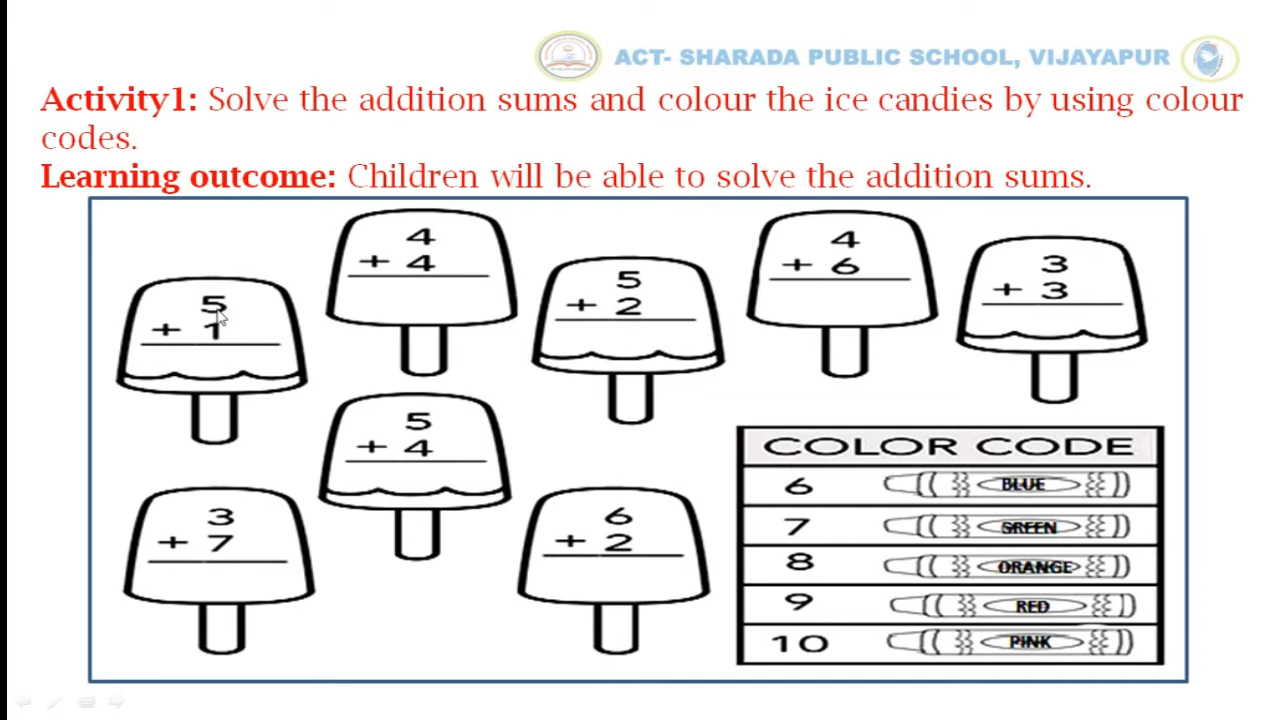 ACT- SHARADA PUBLIC SCHOOL, VIJAYAPUR
Activity1: Solve the addition sums and colour the ice candies by using colour
codes.
Learning outcome: Children will be able to solve the addition sums.
5
+ 1
4
+ 4
5
+ 2
4
+ 6
3
+ 3
5
+ 4
3
+ 7
6
+ 2
COLOR CODE
6 BLUE
7 GREEN
8 ORANGE
9 RED
10 PINK